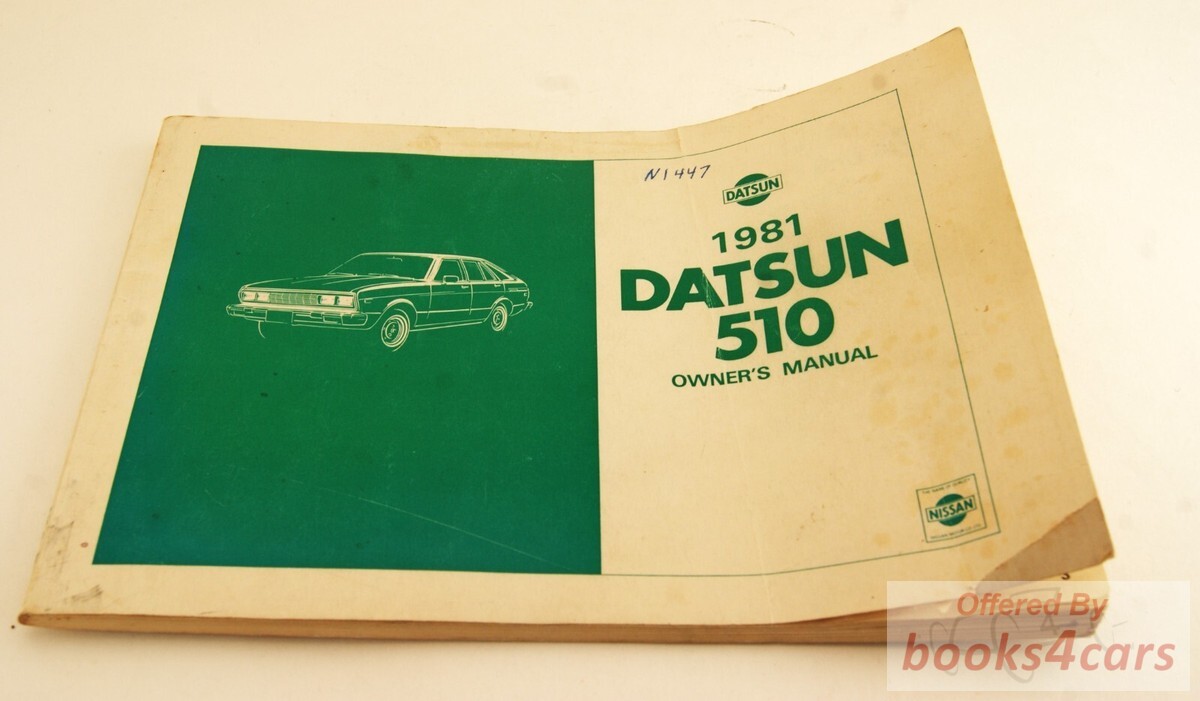 N1447
DATSUN
1981
DATSUN
510
OWNER'S MANUAL
NISSAN
Offered By
books4cars